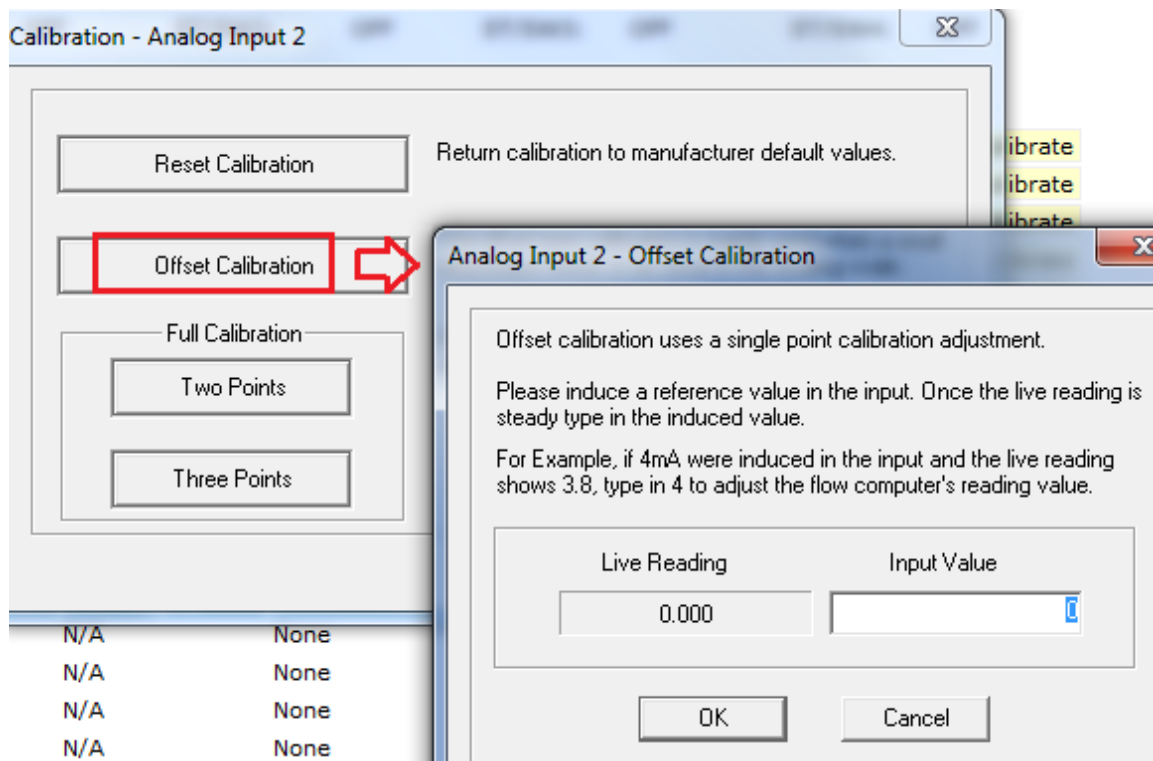 Calibration - Analog Input 2
Reset Calibration
Return calibration to manufacturer default values.
ibrate
ibrate
ibrate
Offset Calibration
Full Calibration
Two Points
Three Points
Analog Input 2 - Offset Calibration
Offset calibration uses a single point calibration adjustment.
Please induce a reference value in the input. Once the live reading is
steady type in the induced value.
For Example, if 4mA were induced in the input and the live reading
shows 3.8, type in 4 to adjust the flow computer's reading value.
Live Reading
Input Value
0.000
0
OK
Cancel
N/A None
N/A None
N/A None
N/A None